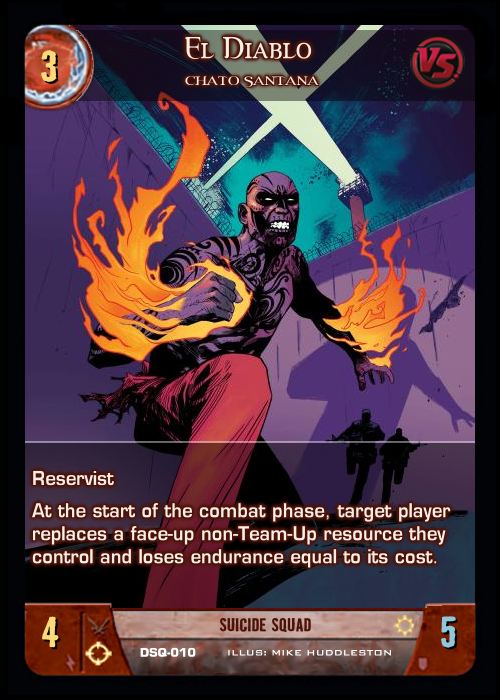 3
EL DIABLO
VS
CHATO SANTANA
Reservist
At the start of the combat phase, target player
replaces a face-up non-Team-Up resource they
control and loses endurance equal to its cost.
4
SUICIDE SQUAD
5
DSQ-010 ILLUS: MIKE HUDDLESTON